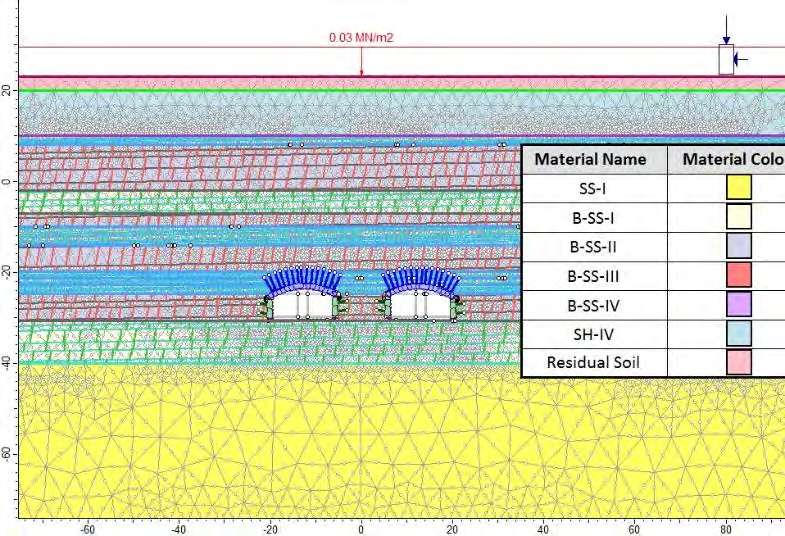 0.03 MN/m2
20
0
-20
-40
-60
-60 -40 -20 0 20 40 60 80
Material Name Material Colo
SS-I
B-SS-I
B-SS-II
B-SS-III
B-SS-IV
SH-IV
Residual Soil